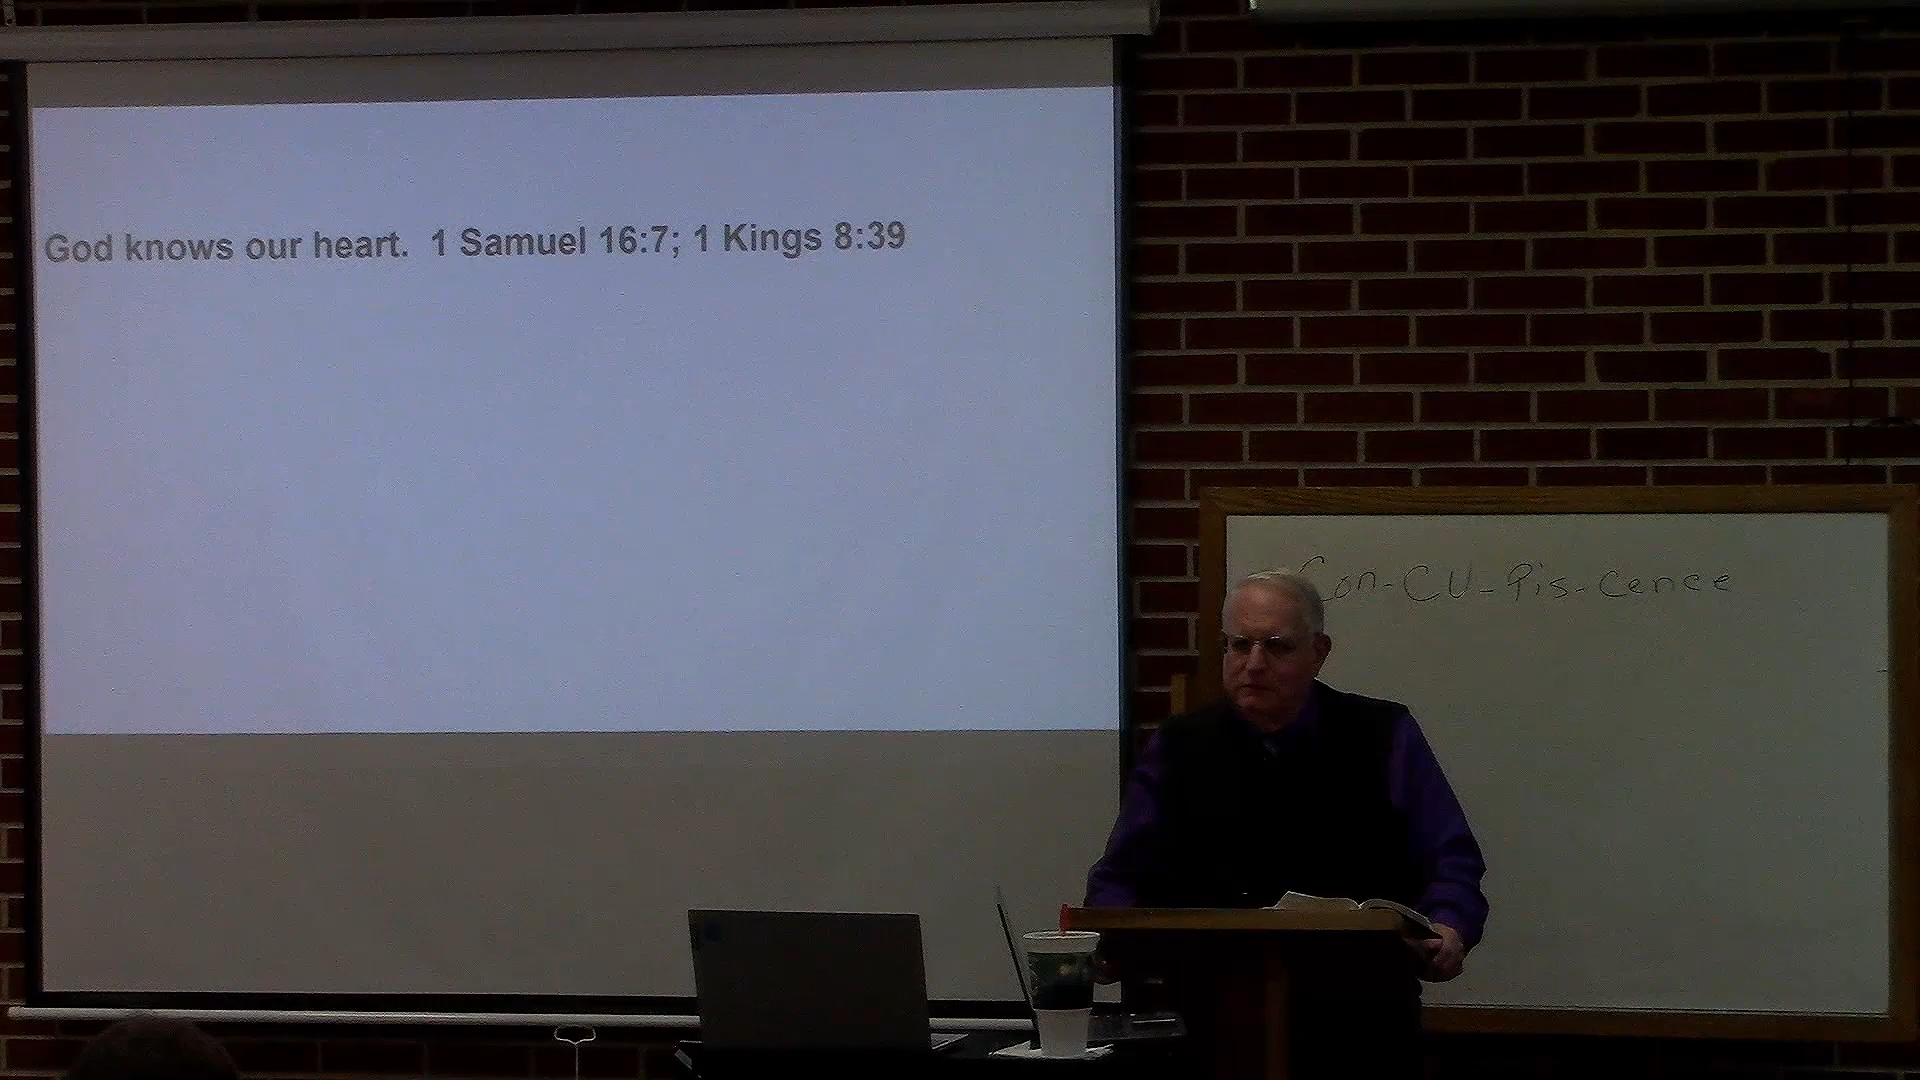 God knows our heart.  1 Samuel 16:7; 1 Kings 8:39
Con-CU-Pis-Cence